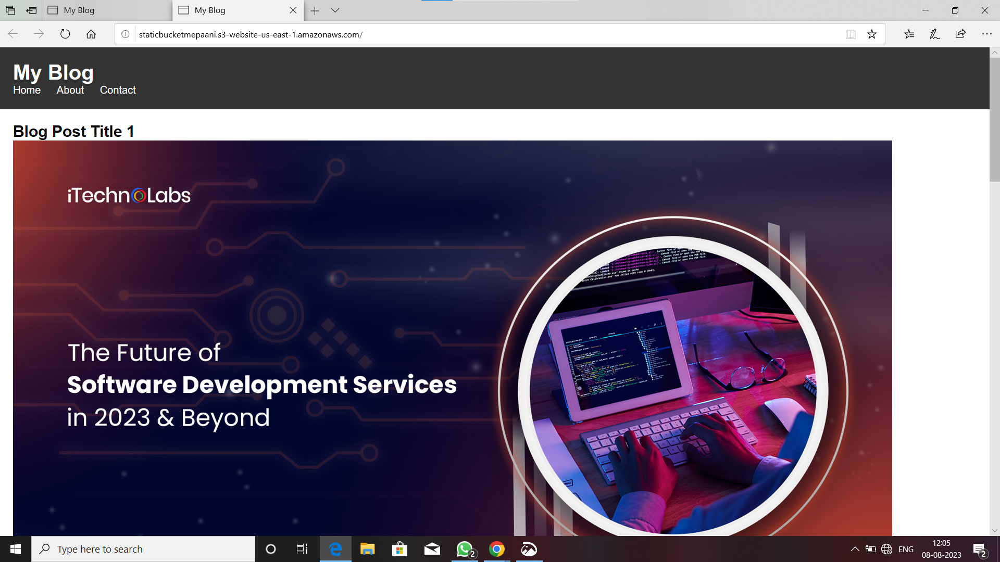 My Blog
My Blog
staticbucketmepaani.s3-website-us-east-1.amazonaws.com/
My Blog
Home About Contact
Blog Post Title 1
iTechnoLabs
The Future of
Software Development Services
in 2023 & Beyond
Type here to search
2
ENG
12:05
08-08-2023
2